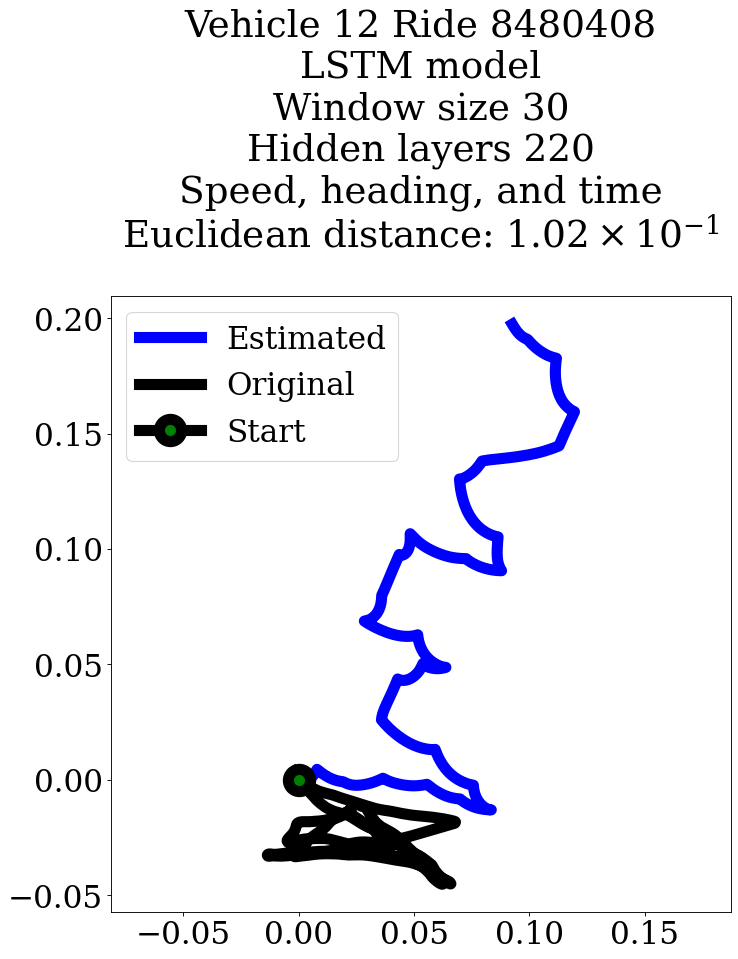 Vehicle 12 Ride 8480408
LSTM model
Window size 30
Hidden layers 220
Speed, heading, and time
Euclidean distance: 1.02 × 10⁻¹
Estimated
Original
Start
0.20
0.15
0.10
0.05
0.00
−0.05
−0.05 0.00 0.05 0.10 0.15